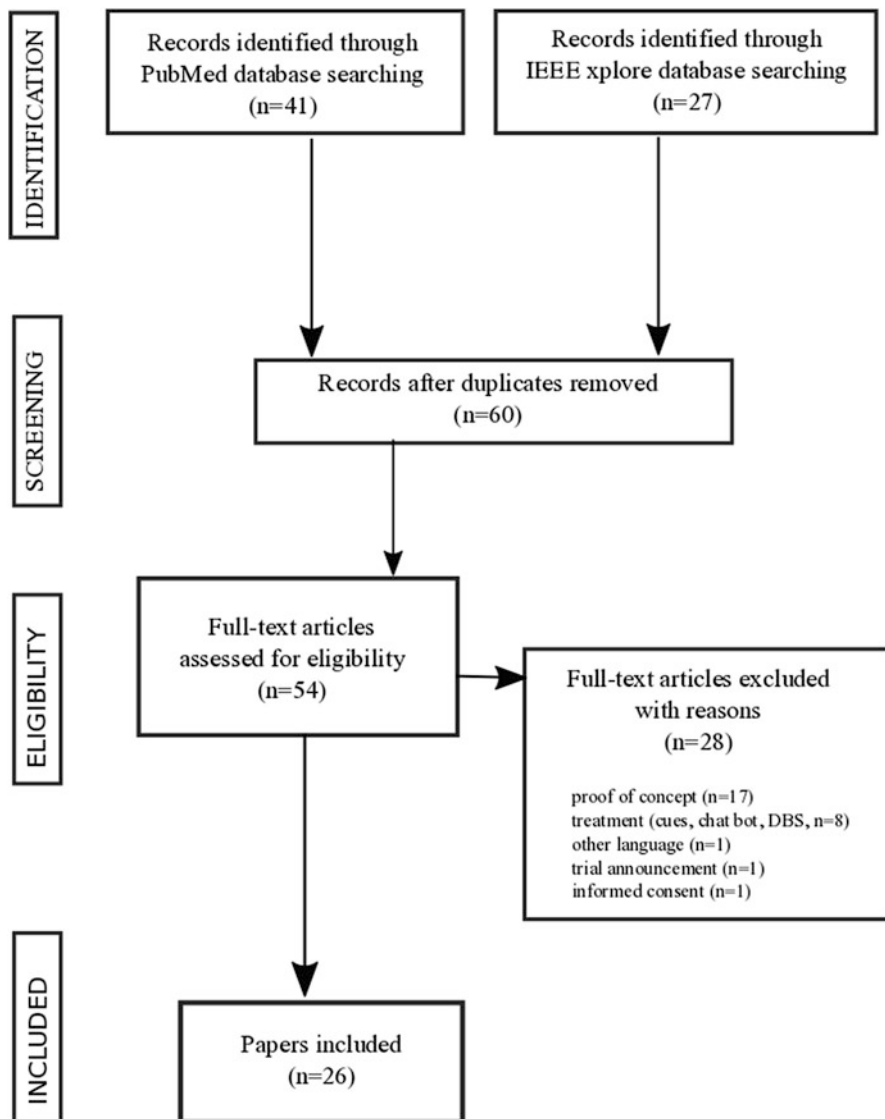 IDENTIFICATION
Records identified through
PubMed database searching
(n=41)
Records identified through
IEEE xplore database searching
(n=27)
SCREENING
Records after duplicates removed
(n=60)
ELIGIBILITY
Full-text articles
assessed for eligibility
(n=54)
Full-text articles excluded
with reasons
(n=28)
proof of concept (n=17)
treatment (cues, chat bot, DBS, n=8)
other language (n=1)
trial announcement (n=1)
informed consent (n=1)
INCLUDED
Papers included
(n=26)